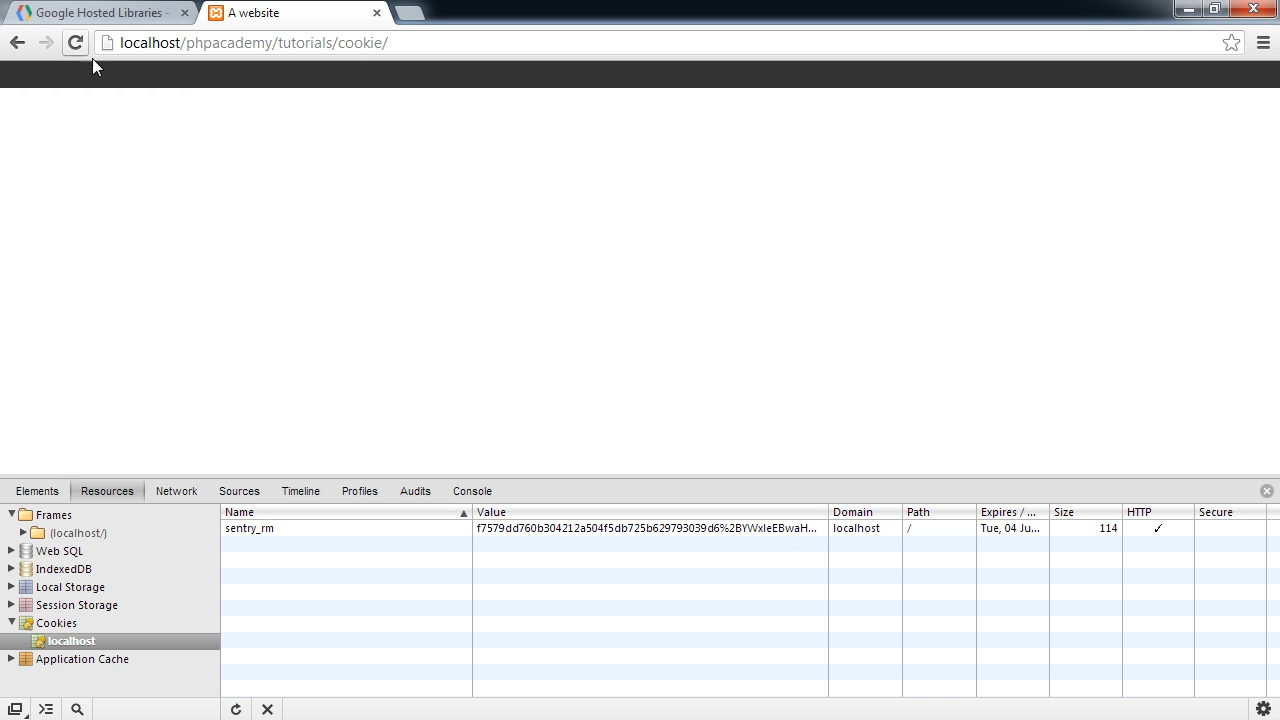 Google Hosted Libraries -
A website
localhost/phpacademy/tutorials/cookie/
Elements Resources Network Sources Timeline Profiles Audits Console
Frames
(localhost/)
Web SQL
IndexedDB
Local Storage
Session Storage
Cookies
localhost
Application Cache
Name Value Domain Path Expires / ... Size HTTP Secure
sentry_rm f7579dd760b304212a504f5db725b629793039d6%2BYWxleEBwaH... localhost / Tue, 04 Ju... 114 ✓